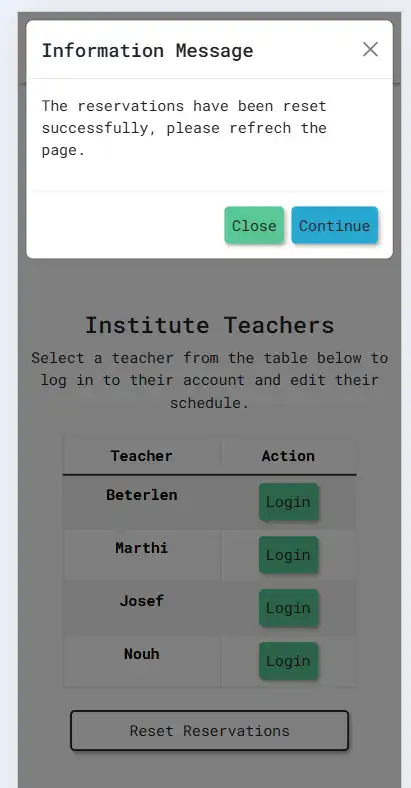 Information Message
The reservations have been reset
successfully, please refrech the
page.
Close Continue
Institute Teachers
Select a teacher from the table below to
log in to their account and edit their
schedule.
Teacher Action
Beterlen Login
Marthi Login
Josef Login
Nouh Login
Reset Reservations